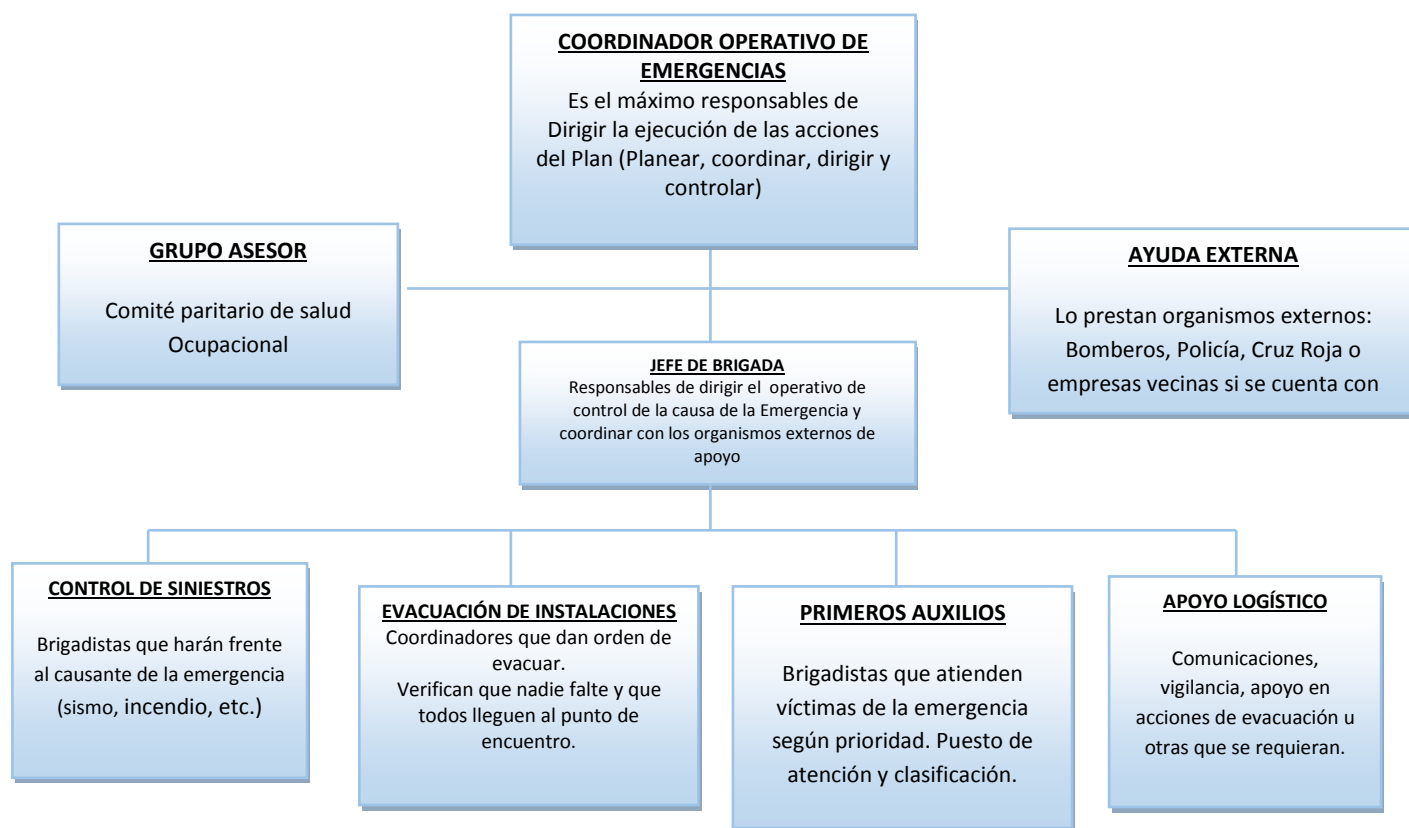 COORDINADOR OPERATIVO DE
EMERGENCIAS
Es el máximo responsables de
Dirigir la ejecución de las acciones
del Plan (Planear, coordinar, dirigir y
controlar)
GRUPO ASESOR
Comité paritario de salud
Ocupacional
AYUDA EXTERNA
Lo prestan organismos externos:
Bomberos, Policía, Cruz Roja o
empresas vecinas si se cuenta con
JEFE DE BRIGADA
Responsables de dirigir el operativo de
control de la causa de la Emergencia y
coordinar con los organismos externos de
apoyo
CONTROL DE SINIESTROS
Brigadistas que harán frente
al causante de la emergencia
(sismo, incendio, etc.)
EVACUACIÓN DE INSTALACIONES
Coordinadores que dan orden de
evacuar.
Verifican que nadie falte y que
todos lleguen al punto de
encuentro.
PRIMEROS AUXILIOS
Brigadistas que atienden
víctimas de la emergencia
según prioridad. Puesto de
atención y clasificación.
APOYO LOGÍSTICO
Comunicaciones,
vigilancia, apoyo en
acciones de evacuación u
otras que se requieran.